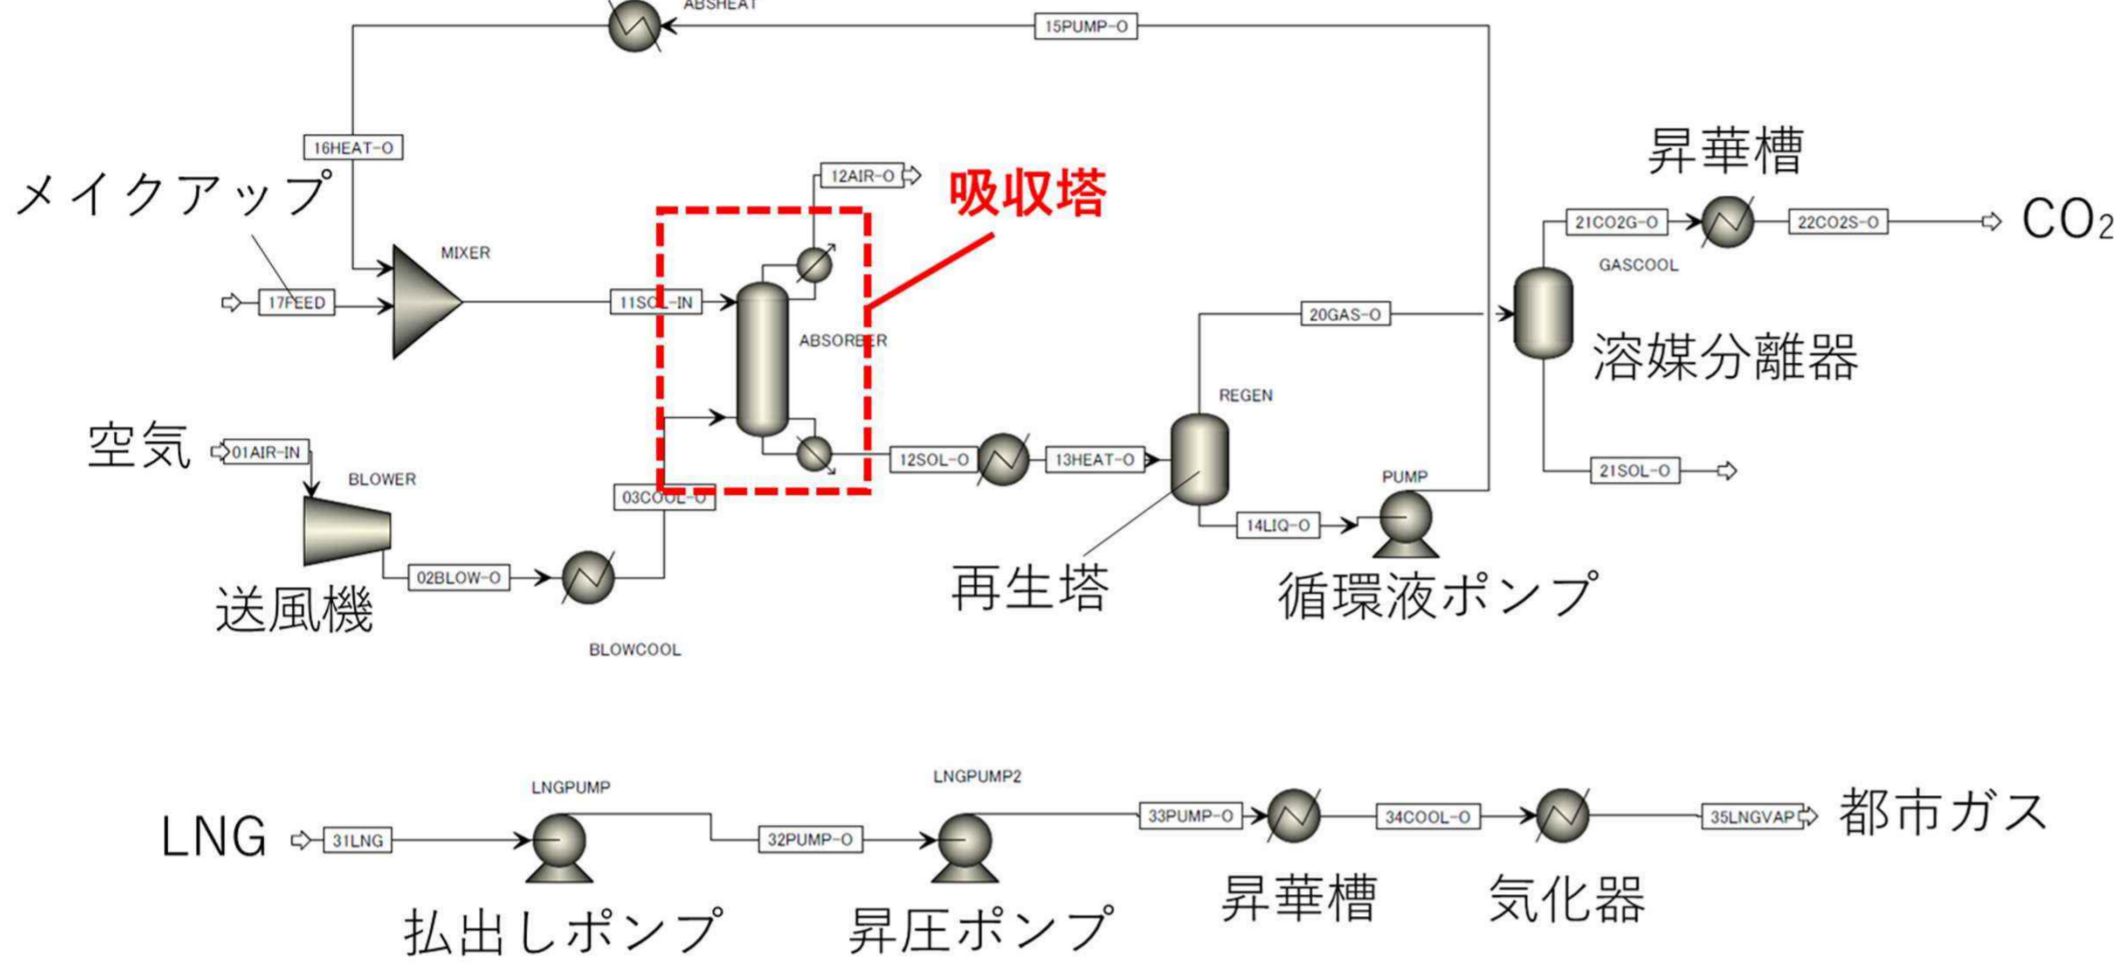 ABSHEAT
15PUMP-O
16HEAT-O
メイクアップ
12AIR-O
吸収塔
昇華槽
21CO2G-O
22CO2S-O
CO₂
MIXER
17FEED
11SOL-IN
GASCOOL
20GAS-O
ABSORBER
溶媒分離器
REGEN
空気
01AIR-IN
BLOWER
12SOL-O
13HEAT-O
21SOL-O
PUMP
03COOL-O
14LIQ-O
02BLOW-O
送風機
再生塔
循環液ポンプ
BLOWCOOL
LNGPUMP
LNGPUMP2
LNG
31LNG
32PUMP-O
33PUMP-O
34COOL-O
35LNGVAP
都市ガス
払出しポンプ
昇圧ポンプ
昇華槽
気化器